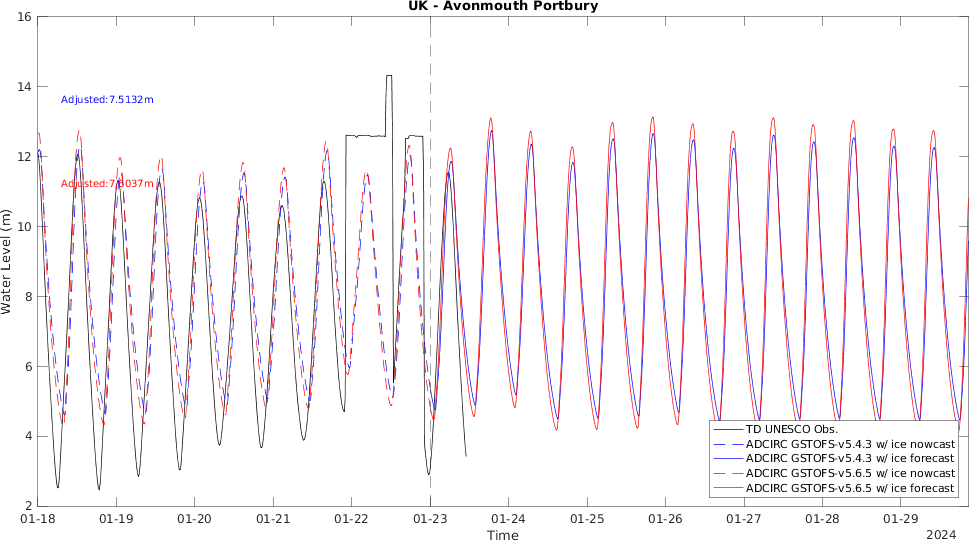 UK - Avonmouth Portbury
16
14
12
10
8
6
4
2
Water Level (m)
Adjusted:7.5132m
TD UNESCO Obs.
ADCIRC GSTOFS-v5.4.3 w/ ice nowcast
ADCIRC GSTOFS-v5.4.3 w/ ice forecast
ADCIRC GSTOFS-v5.6.5 w/ ice nowcast
ADCIRC GSTOFS-v5.6.5 w/ ice forecast
01-18 01-19 01-20 01-21 01-22 01-23 01-24 01-25 01-26 01-27 01-28 01-29
Time
2024